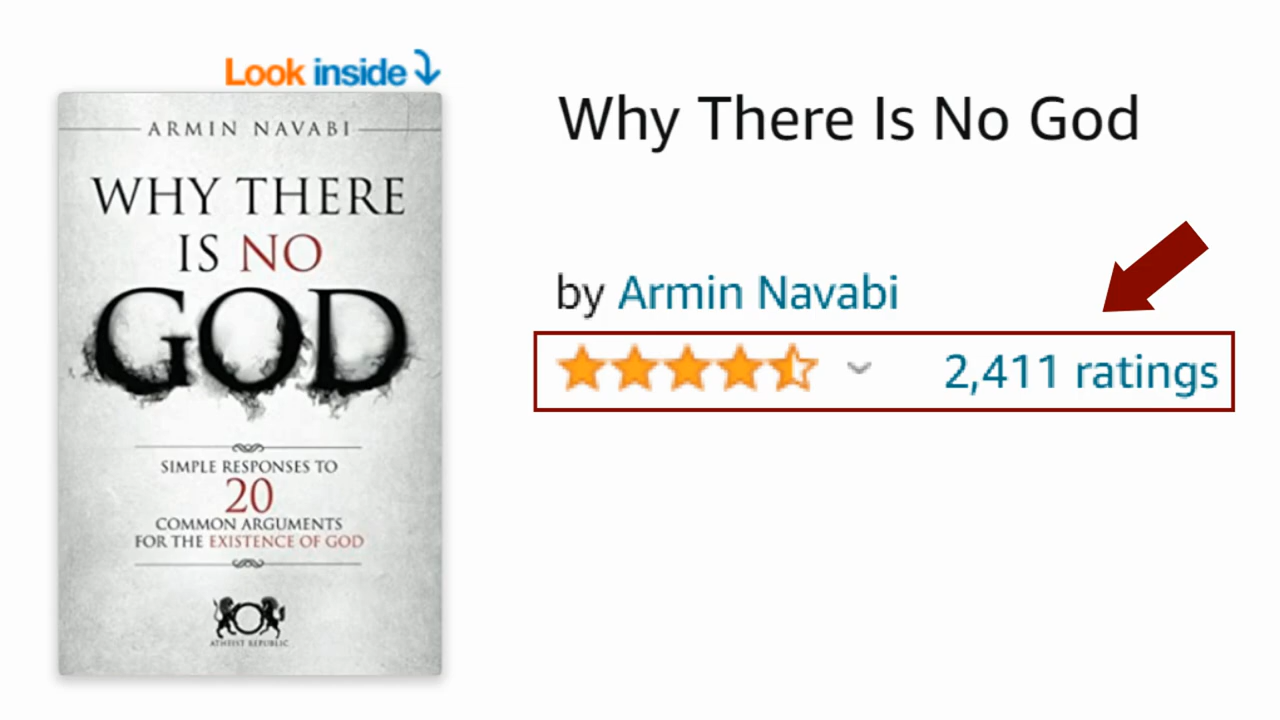 Look inside
ARMIN NAVABI
WHY THERE
IS NO
GOD
SIMPLE RESPONSES TO
20
COMMON ARGUMENTS
FOR THE EXISTENCE OF GOD
ATHEIST REPUBLIC
Why There Is No God
by Armin Navabi
2,411 ratings